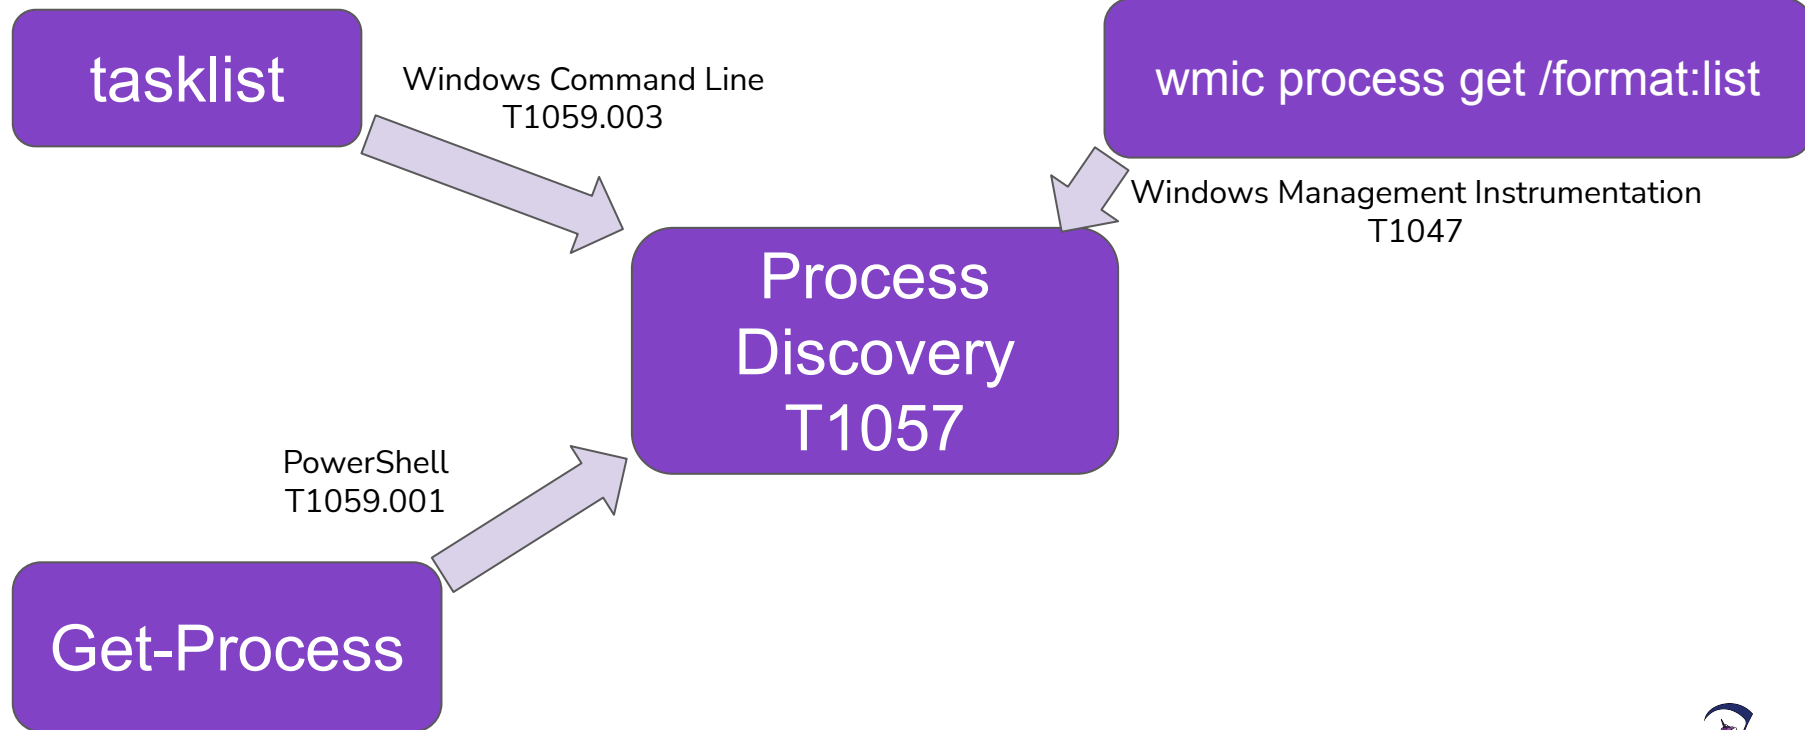 tasklist
Windows Command Line
T1059.003
wmic process get /format:list
Windows Management Instrumentation
T1047
Process
Discovery
T1057
PowerShell
T1059.001
Get-Process